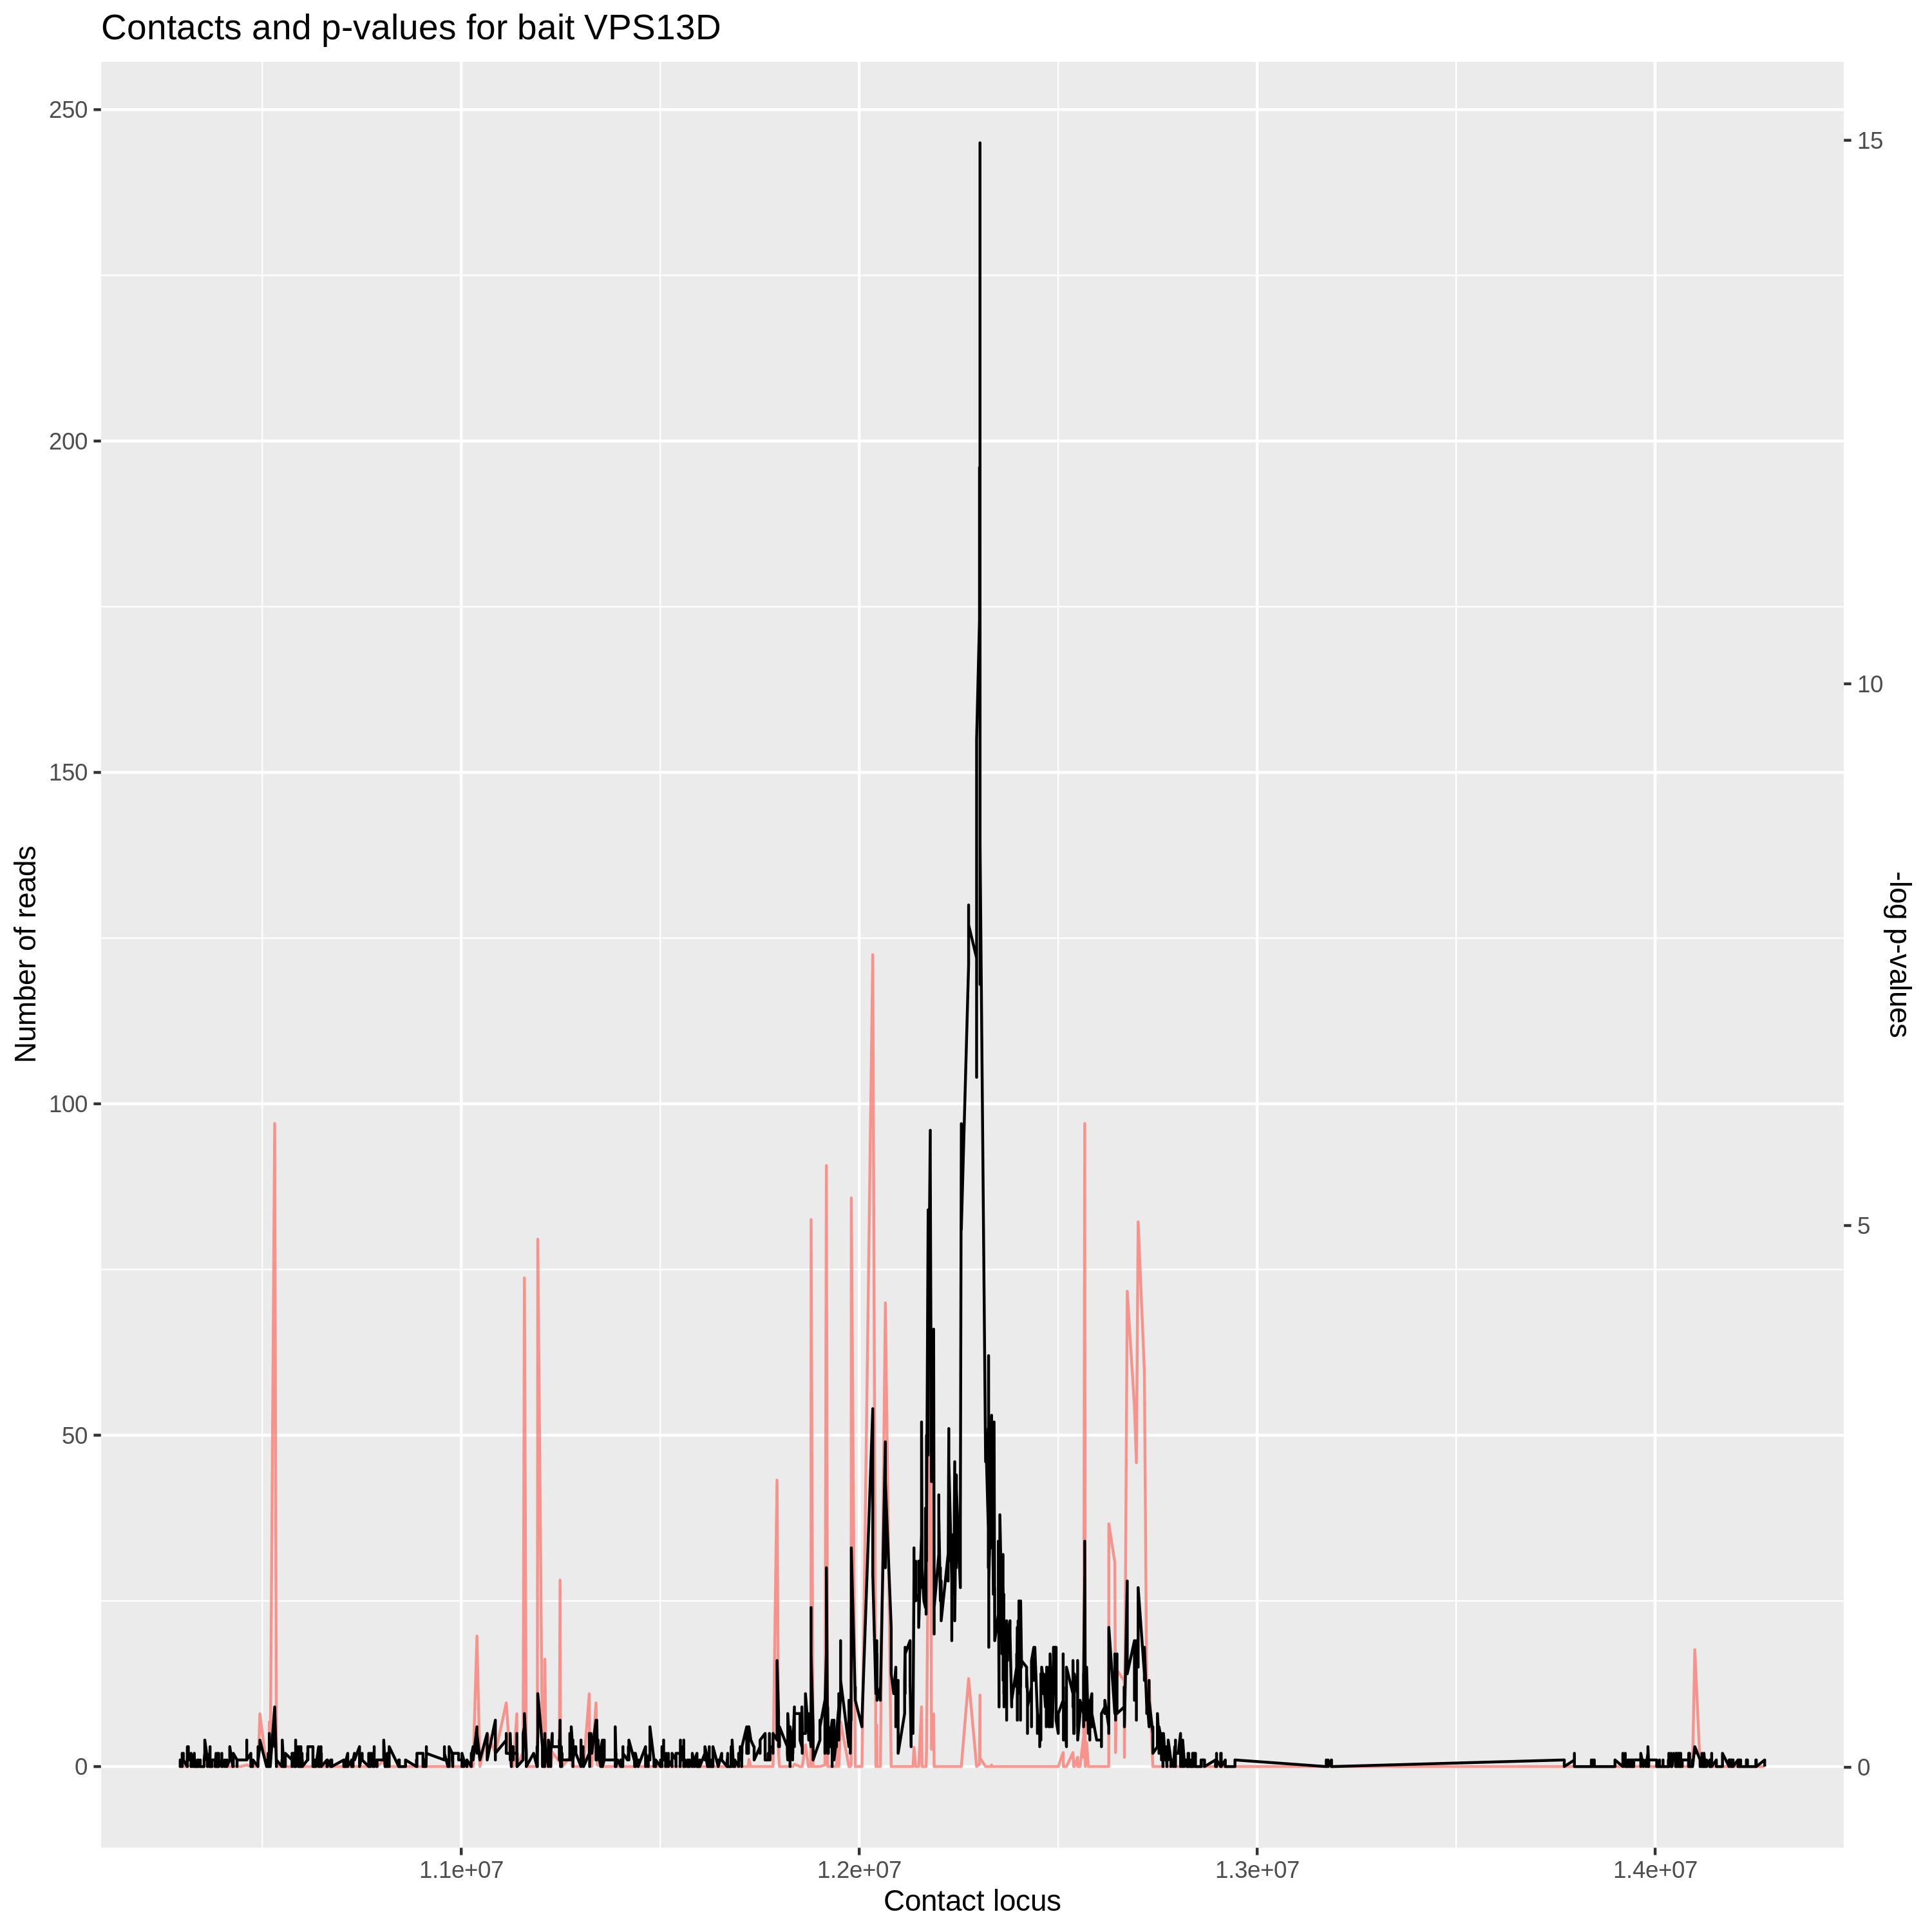 Contacts and p-values for bait VPS13D
250
200
150
100
50
0
Number of reads
15
10
5
0
-log p-values
1.1e+07
1.2e+07
1.3e+07
1.4e+07
Contact locus